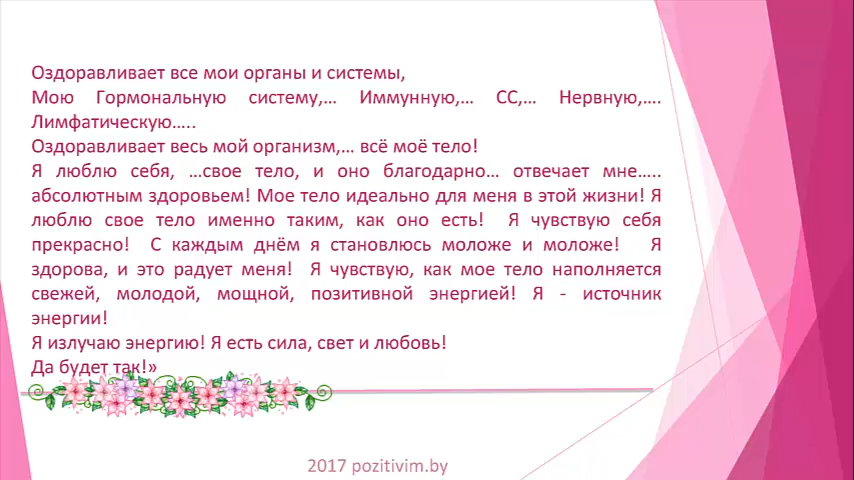 Оздоравливает все мои органы и системы,
Мою Гормональную систему,… Иммунную,… СС,… Нервную,….
Лимфатическую…..
Оздоравливает весь мой организм,… всё моё тело!
Я люблю себя, …свое тело, и оно благодарно… отвечает мне…..
абсолютным здоровьем! Мое тело идеально для меня в этой жизни! Я
люблю свое тело именно таким, как оно есть! Я чувствую себя
прекрасно! С каждым днём я становлюсь моложе и моложе! Я
здорова, и это радует меня! Я чувствую, как мое тело наполняется
свежей, молодой, мощной, позитивной энергией! Я - источник
энергии!
Я излучаю энергию! Я есть сила, свет и любовь!
Да будет так!»
2017 pozitivim.by